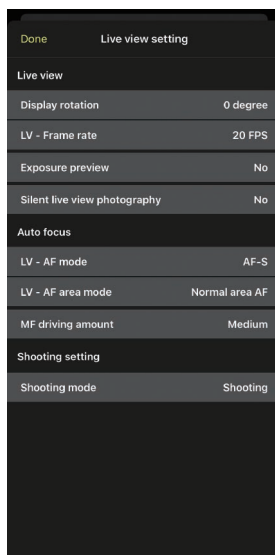 Done Live view setting
Live view
Display rotation 0 degree
LV - Frame rate 20 FPS
Exposure preview No
Silent live view photography No
Auto focus
LV - AF mode AF-S
LV - AF area mode Normal area AF
MF driving amount Medium
Shooting setting
Shooting mode Shooting